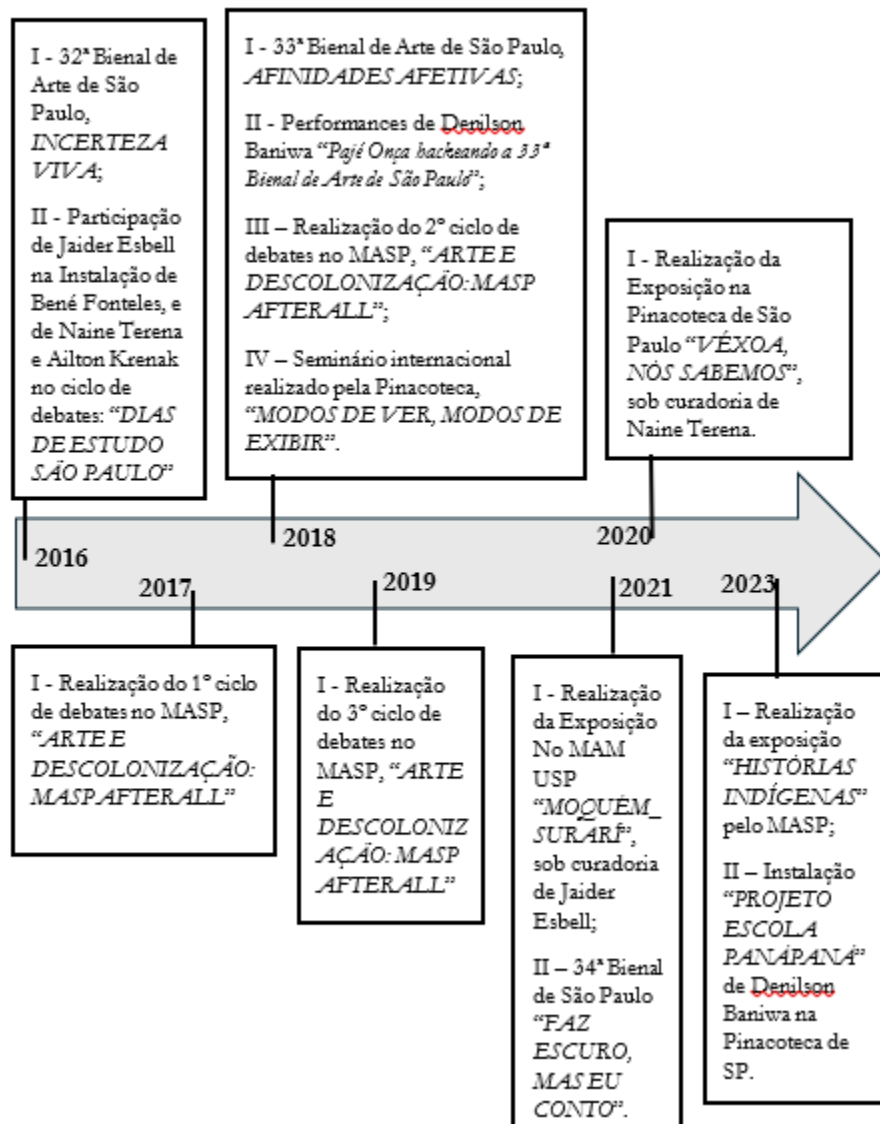 I - 32ª Bienal de
Arte de São
Paulo,
INCERTEZA
VIVA;
II - Participação
de Jaider Esbell
na Instalação de
Bené Fonteles, e
de Naine Terena
e Ailton Krenak
no ciclo de
debates: “DIAS
DE ESTUDO
SÃO PAULO”
I - 33ª Bienal de Arte de São Paulo,
AFINIDADES AFETIVAS;
II - Performances de Denilson
Baniwa “Pajé Onça hackeando a 33ª
Bienal de Arte de São Paulo”;
III – Realização do 2º ciclo de
debates no MASP, “ARTE E
DESCOLONIZAÇÃO: MASP
AFTERALL”;
IV – Seminário internacional
realizado pela Pinacoteca,
“MODOS DE VER, MODOS DE
EXIBIR”.
I - Realização da
Exposição na
Pinacoteca de São
Paulo “VÉXOA,
NÓS SABEMOS”,
sob curadoria de
Naine Terena.
2016
2017
2018
2019
2020
2021
2023
I - Realização do 1º ciclo
de debates no MASP,
“ARTE E
DESCOLONIZAÇÃO:
MASP AFTERALL”
I - Realização
do 3º ciclo de
debates no
MASP, “ARTE
E
DESCOLONIZ
AÇÃO: MASP
AFTERALL”
I - Realização
da Exposição
No MAM
USP
“MOQUÉM_
SURARÍ”,
sob curadoria
de Jaider
Esbell;
II – 34ª Bienal
de São Paulo
“FAZ
ESCURO,
MAS EU
CONTO”.
I – Realização
da exposição
“HISTÓRIAS
INDÍGENAS”
pelo MASP;
II – Instalação
“PROJETO
ESCOLA
PANÁPANÁ”
de Denilson
Baniwa na
Pinacoteca de
SP.